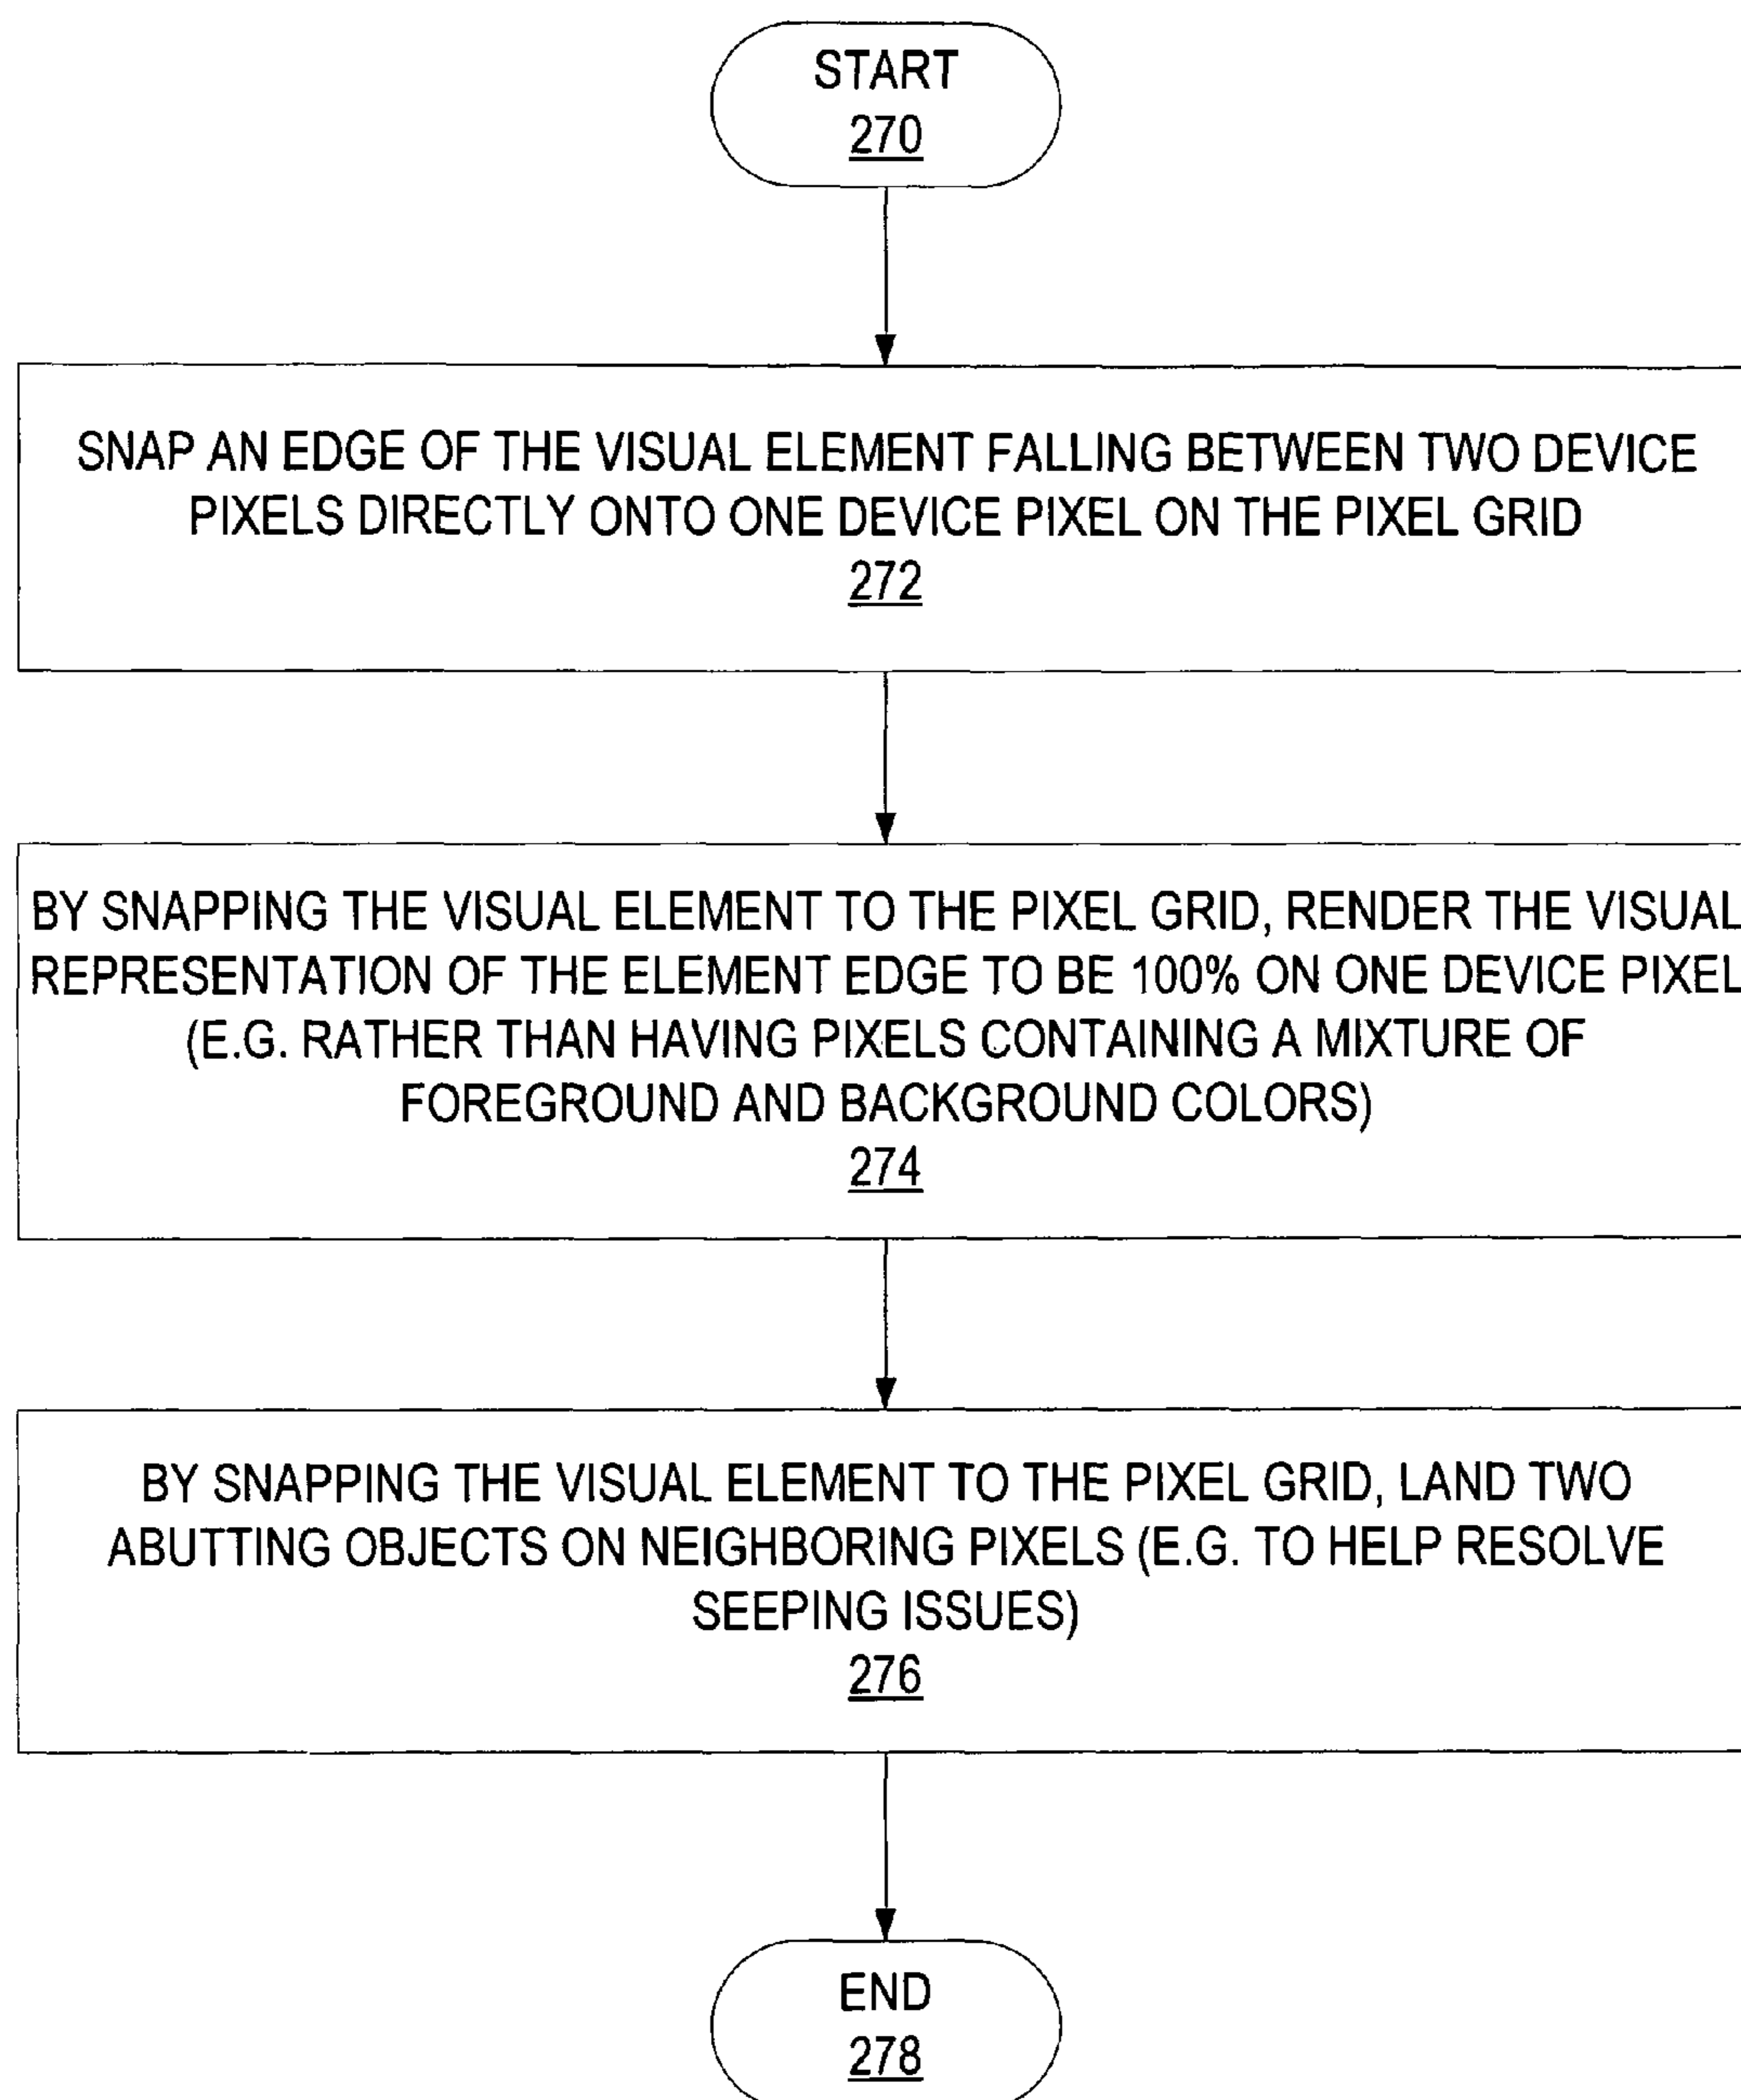 START
270
SNAP AN EDGE OF THE VISUAL ELEMENT FALLING BETWEEN TWO DEVICE
PIXELS DIRECTLY ONTO ONE DEVICE PIXEL ON THE PIXEL GRID
272
BY SNAPPING THE VISUAL ELEMENT TO THE PIXEL GRID, RENDER THE VISUAL
REPRESENTATION OF THE ELEMENT EDGE TO BE 100% ON ONE DEVICE PIXEL
(E.G. RATHER THAN HAVING PIXELS CONTAINING A MIXTURE OF
FOREGROUND AND BACKGROUND COLORS)
274
BY SNAPPING THE VISUAL ELEMENT TO THE PIXEL GRID, LAND TWO
ABUTTING OBJECTS ON NEIGHBORING PIXELS (E.G. TO HELP RESOLVE
SEEPING ISSUES)
276
END
278